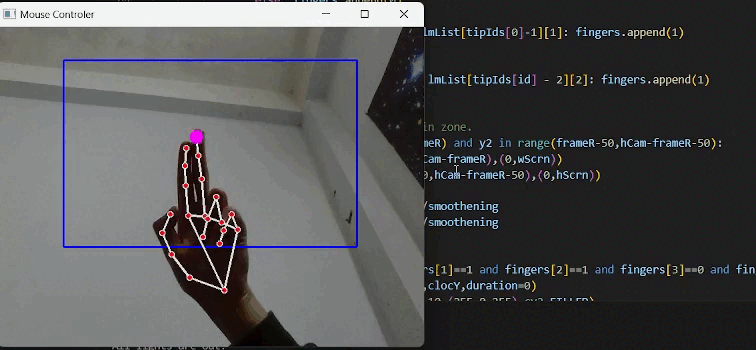 Mouse Controler
lmList[tipIds[0]-1][1]: fingers.append(1)
lmList[tipIds[id] - 2][2]: fingers.append(1)
in zone.
meR) and y2 in range(frameR-50,hCam-frameR-50):
Cam-frameR),(0,wScrn))
0,hCam-frameR-50),(0,hScrn))
/smoothening
/smoothening
rs[1]==1 and fingers[2]==1 and fingers[3]==0 and fin
,clocY,duration=0)